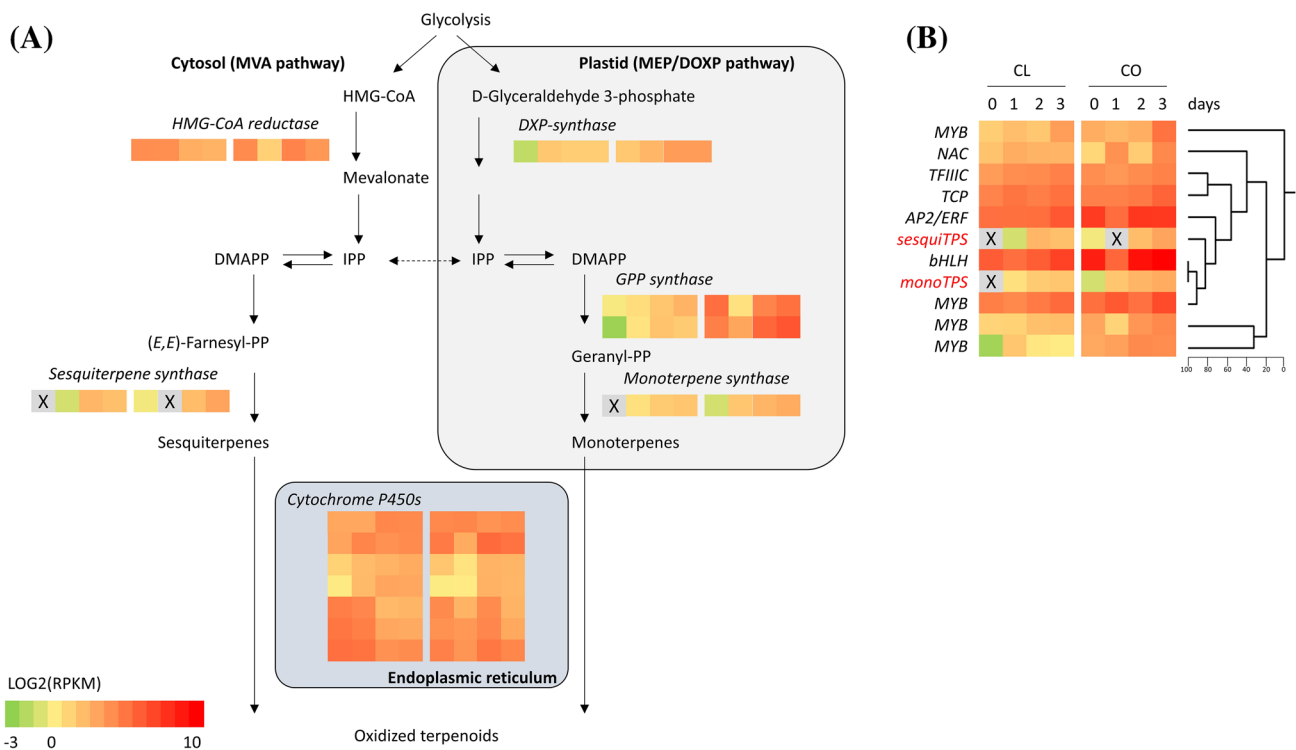 (A)
Glycolysis
Cytosol (MVA pathway)
Plastid (MEP/DOXP pathway)
HMG-CoA
D-Glyceraldehyde 3-phosphate
HMG-CoA reductase
DXP-synthase
Mevalonate
DMAPP
IPP
IPP
DMAPP
GPP synthase
(E,E)-Farnesyl-PP
Geranyl-PP
Sesquiterpene synthase
Monoterpene synthase
X
X
X
Sesquiterpenes
Monoterpenes
Cytochrome P450s
Endoplasmic reticulum
LOG2(RPKM)
-3 0 10
Oxidized terpenoids
(B)
CL CO
0 1 2 3 0 1 2 3 days
MYB
NAC
TFIIIC
TCP
AP2/ERF
sesquiTPS X X
bHLH
monoTPS X
MYB
MYB
MYB
100 80 60 40 20 0